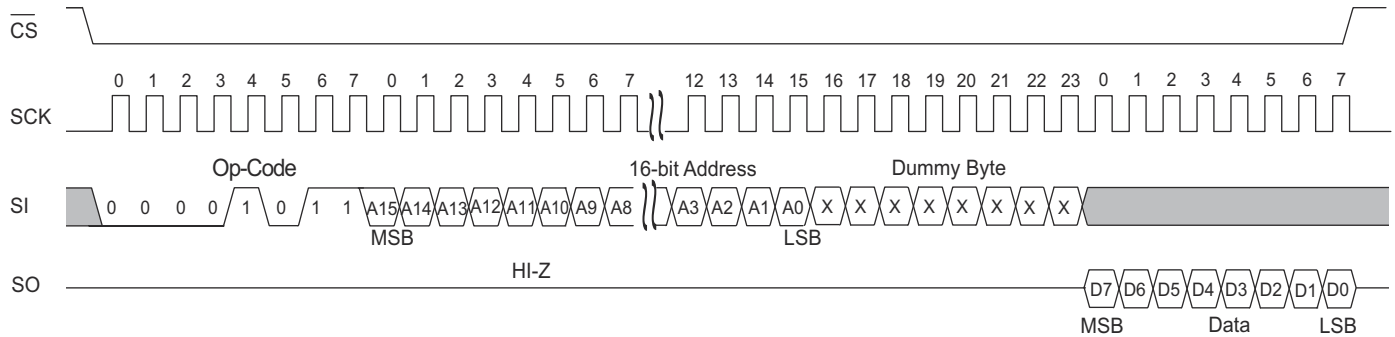 CS
0 1 2 3 4 5 6 7 0 1 2 3 4 5 6 7 12 13 14 15 16 17 18 19 20 21 22 23 0 1 2 3 4 5 6 7
SCK
Op-Code 16-bit Address Dummy Byte
SI 0 0 0 0 1 0 1 1 A15 A14 A13 A12 A11 A10 A9 A8 A3 A2 A1 A0 X X X X X X X X
MSB LSB
HI-Z
SO D7 D6 D5 D4 D3 D2 D1 D0
MSB Data LSB